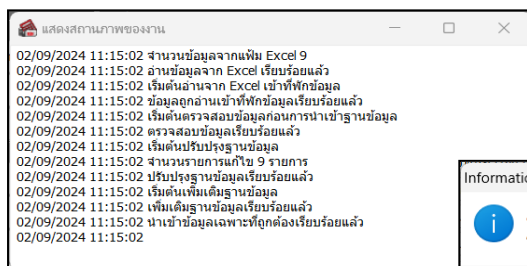 แสดงสถานภาพของงาน
02/09/2024 11:15:02 จำนวนข้อมูลจากแฟ้ม Excel 9
02/09/2024 11:15:02 อ่านข้อมูลจาก Excel เรียบร้อยแล้ว
02/09/2024 11:15:02 เริ่มต้นอ่านจาก Excel เข้าที่พักข้อมูล
02/09/2024 11:15:02 ข้อมูลถูกอ่านเข้าที่พักข้อมูลเรียบร้อยแล้ว
02/09/2024 11:15:02 เริ่มต้นตรวจสอบข้อมูลก่อนการนำเข้าฐานข้อมูล
02/09/2024 11:15:02 ตรวจสอบข้อมูลเรียบร้อยแล้ว
02/09/2024 11:15:02 เริ่มต้นปรับปรุงฐานข้อมูล
02/09/2024 11:15:02 จำนวนรายการแก้ไข 9 รายการ
02/09/2024 11:15:02 ปรับปรุงฐานข้อมูลเรียบร้อยแล้ว
02/09/2024 11:15:02 เริ่มต้นเพิ่มเติมฐานข้อมูล
02/09/2024 11:15:02 เพิ่มเติมฐานข้อมูลเรียบร้อยแล้ว
02/09/2024 11:15:02 นำเข้าข้อมูลเฉพาะที่ถูกต้องเรียบร้อยแล้ว
02/09/2024 11:15:02
Informatio